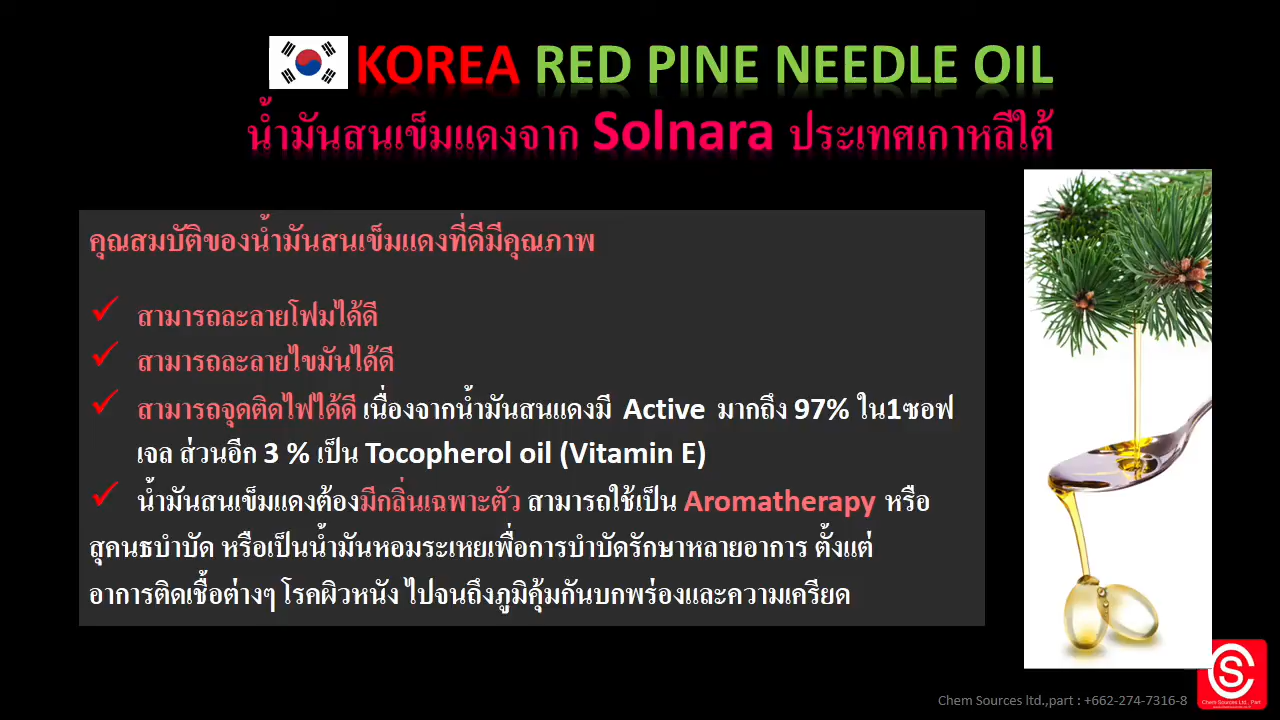 KOREA RED PINE NEEDLE OIL
น้ำมันสนเข็มแดงจาก Solnara ประเทศเกาหลีใต้
คุณสมบัติของน้ำมันสนเข็มแดงที่ดีมีคุณภาพ
สามารถละลายโฟมได้ดี
สามารถละลายไขมันได้ดี
สามารถจุดติดไฟได้ดี เนื่องจากน้ำมันสนแดงมี Active มากถึง 97% ใน1ซอฟ
เจล ส่วนอีก 3 % เป็น Tocopherol oil (Vitamin E)
น้ำมันสนเข็มแดงต้องมีกลิ่นเฉพาะตัว สามารถใช้เป็น Aromatherapy หรือ
สุคนธบำบัด หรือเป็นน้ำมันหอมระเหยเพื่อการบำบัดรักษาหลายอาการ ตั้งแต่
อาการติดเชื้อต่างๆ โรคผิวหนัง ไปจนถึงภูมิคุ้มกันบกพร่องและความเครียด
Chem Sources ltd.,part : +662-274-7316-8
Chem Sources Ltd., Part